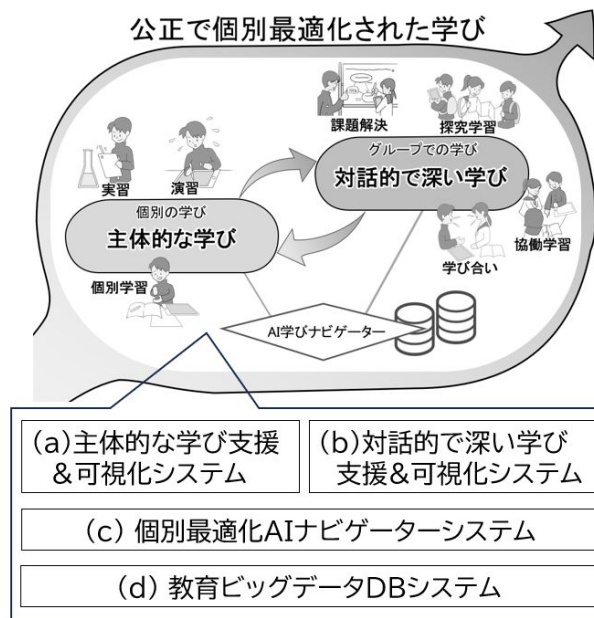 公正で個別最適化された学び
課題解決
探究学習
グループでの学び
対話的で深い学び
実習
演習
個別の学び
主体的な学び
協働学習
学び合い
個別学習
AI学びナビゲーター
(a)主体的な学び支援
&可視化システム
(b)対話的で深い学び
支援&可視化システム
(c) 個別最適化AIナビゲーターシステム
(d) 教育ビッグデータDBシステム